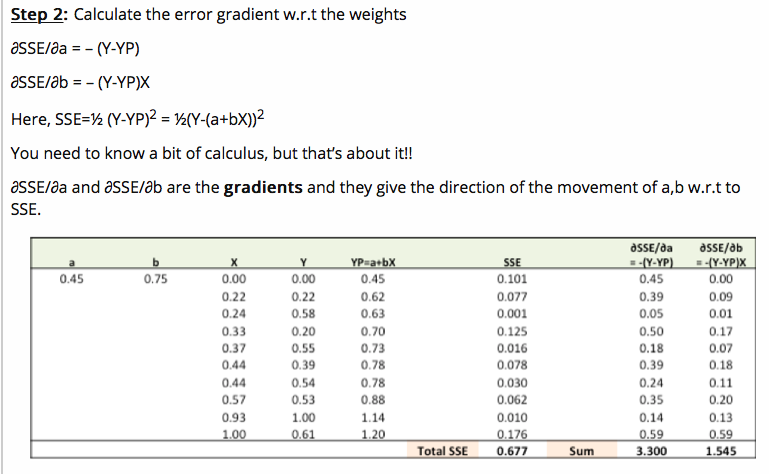 Step 2: Calculate the error gradient w.r.t the weights
∂SSE/∂a = – (Y-YP)
∂SSE/∂b = – (Y-YP)X
Here, SSE=½ (Y-YP)² = ½(Y-(a+bX))²
You need to know a bit of calculus, but that's about it!!
∂SSE/∂a and ∂SSE/∂b are the gradients and they give the direction of the movement of a,b w.r.t to
SSE.
∂SSE/∂a ∂SSE/∂b
a b X Y YP=a+bX SSE = -(Y-YP) = -(Y-YP)X
0.45 0.75 0.00 0.00 0.45 0.101 0.45 0.00
0.22 0.22 0.62 0.077 0.39 0.09
0.24 0.58 0.63 0.001 0.05 0.01
0.33 0.20 0.70 0.125 0.50 0.17
0.37 0.55 0.73 0.016 0.18 0.07
0.44 0.39 0.78 0.078 0.39 0.18
0.44 0.54 0.78 0.030 0.24 0.11
0.57 0.53 0.88 0.062 0.35 0.20
0.93 1.00 1.14 0.010 0.14 0.13
1.00 0.61 1.20 0.176 0.59 0.59
Total SSE 0.677 Sum 3.300 1.545